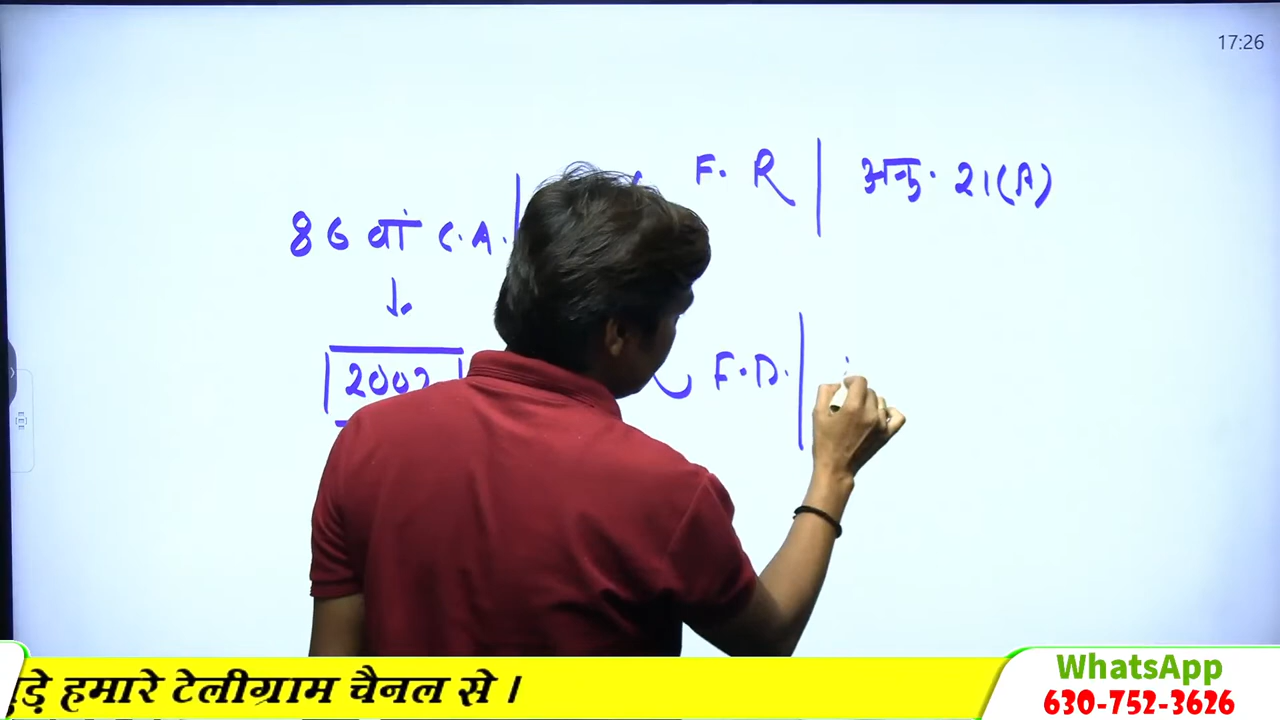 17:26
F. R | अनु. 21(A)
86 वां C.A. |
↓
| 2002
F.D. |
ुड़े हमारे टेलीग्राम चैनल से ।
WhatsApp
630-752-3626